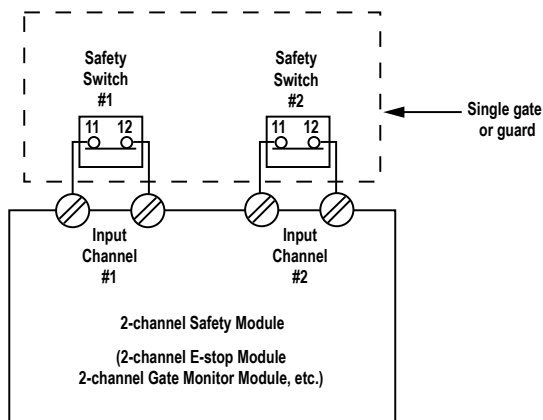 Safety
Switch
#1
Safety
Switch
#2
11 12
11 12
Single gate
or guard
Input
Channel
#1
Input
Channel
#2
2-channel Safety Module
(2-channel E-stop Module
2-channel Gate Monitor Module, etc.)